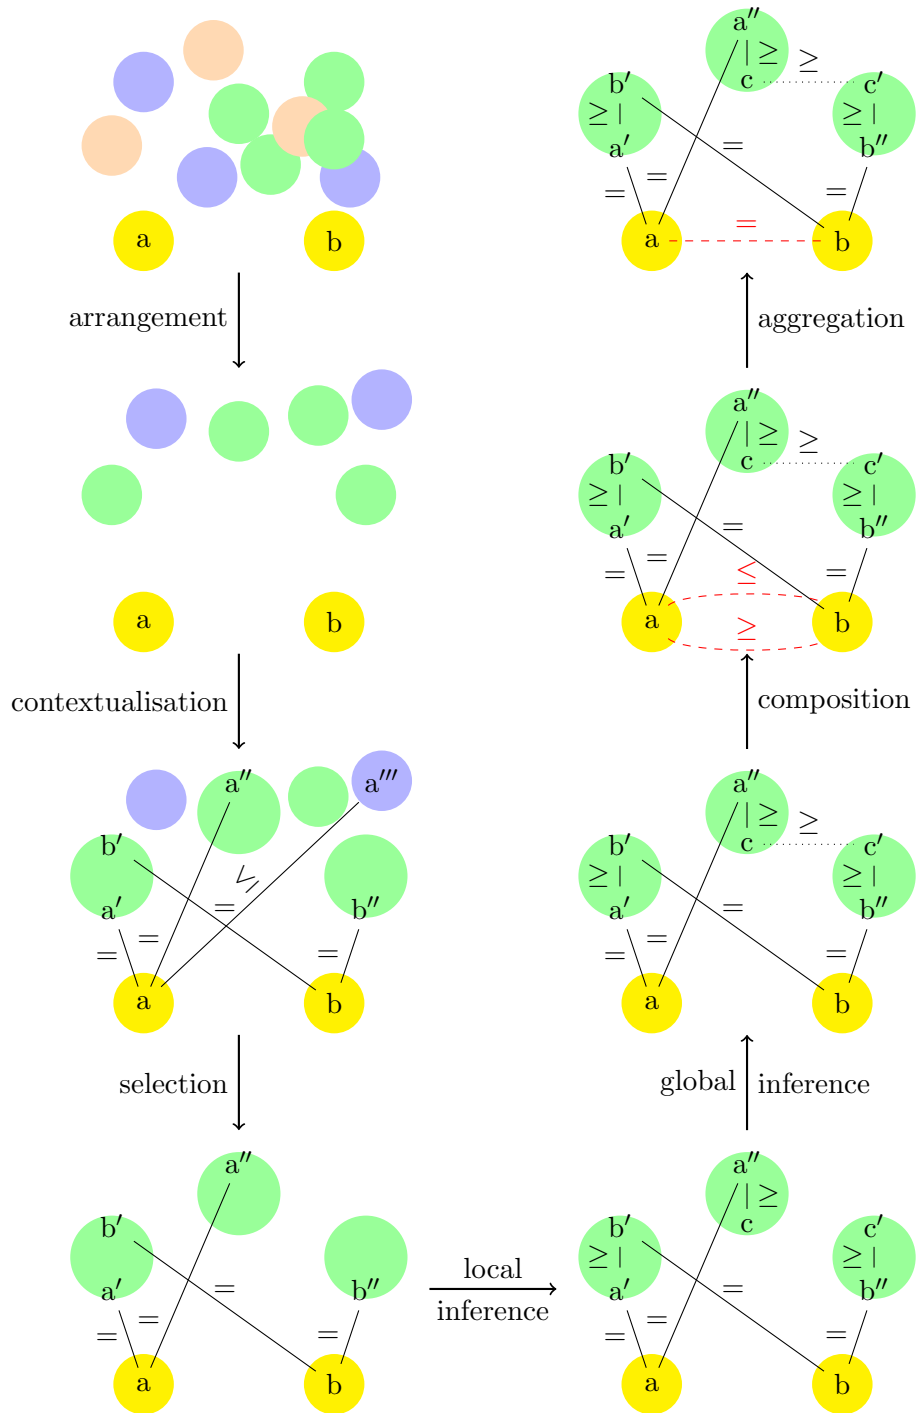 a b
arrangement
a b
contextualisation
a″ a‴
b′
≤
=
a′ b″
= = =
a b
selection
a″
b′
=
a′ b″
= = =
a b
local
inference
a″
| ≥
b′ c c′
≥ | ≥ |
a′ = b″
= = =
a b
global inference
a″
| ≥ ≥
b′ c c′
≥ | ≥ |
a′ = b″
= = =
a b
composition
a″
| ≥ ≥
b′ c c′
≥ | ≥ |
a′ = b″
= = ≤ =
a ≥ b
aggregation
a″
| ≥ ≥
b′ c c′
≥ | ≥ |
a′ = b″
= = =
=
a b